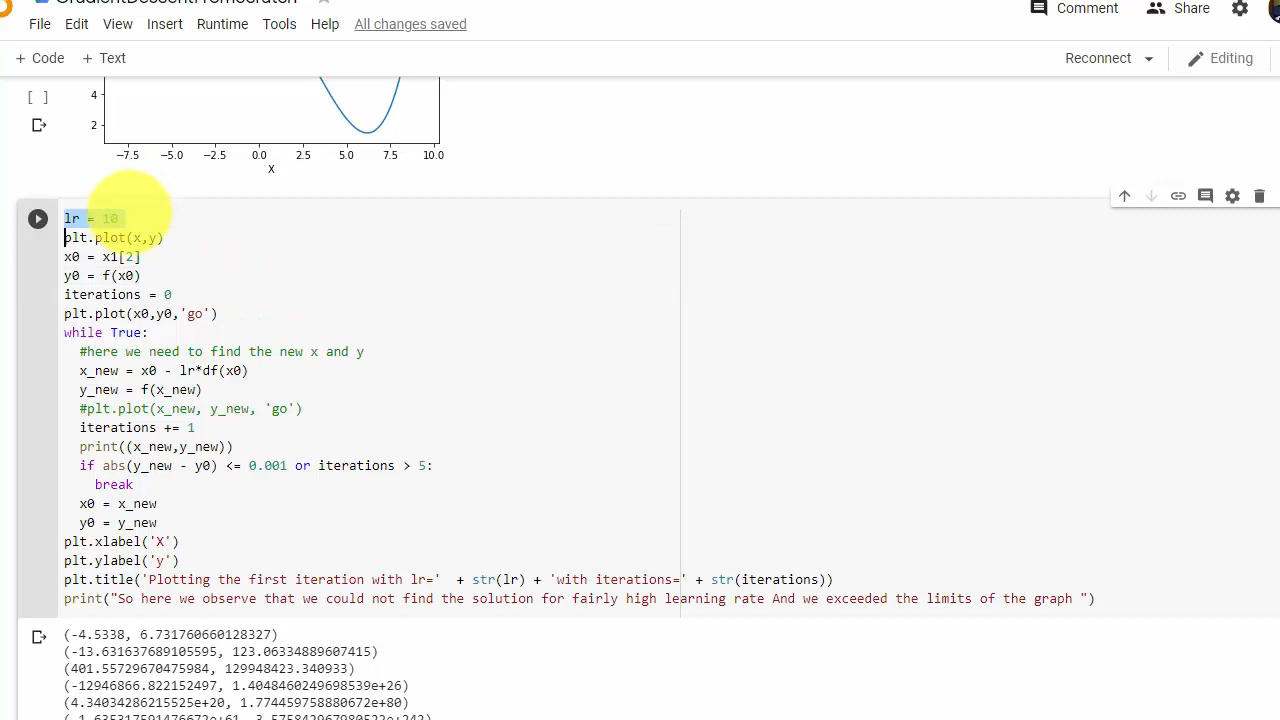 GradientDescentFromScratch
File Edit View Insert Runtime Tools Help All changes saved
Comment Share
+ Code + Text
Reconnect Editing
[ ]
4
2
−7.5 −5.0 −2.5 0.0 2.5 5.0 7.5 10.0
X
lr = 10
plt.plot(x,y)
x0 = x1[2]
y0 = f(x0)
iterations = 0
plt.plot(x0,y0,'go')
while True:
  #here we need to find the new x and y
  x_new = x0 - lr*df(x0)
  y_new = f(x_new)
  #plt.plot(x_new, y_new, 'go')
  iterations += 1
  print((x_new,y_new))
  if abs(y_new - y0) <= 0.001 or iterations > 5:
    break
  x0 = x_new
  y0 = y_new
plt.xlabel('X')
plt.ylabel('y')
plt.title('Plotting the first iteration with lr='  + str(lr) + 'with iterations=' + str(iterations))
print("So here we observe that we could not find the solution for fairly high learning rate And we exceeded the limits of the graph ")
(-4.5338, 6.731760660128327)
(-13.631637689105595, 123.06334889607415)
(401.55729670475984, 129948423.340933)
(-12946866.822152497, 1.4048460249698539e+26)
(4.34034286215525e+20, 1.774459758880672e+80)